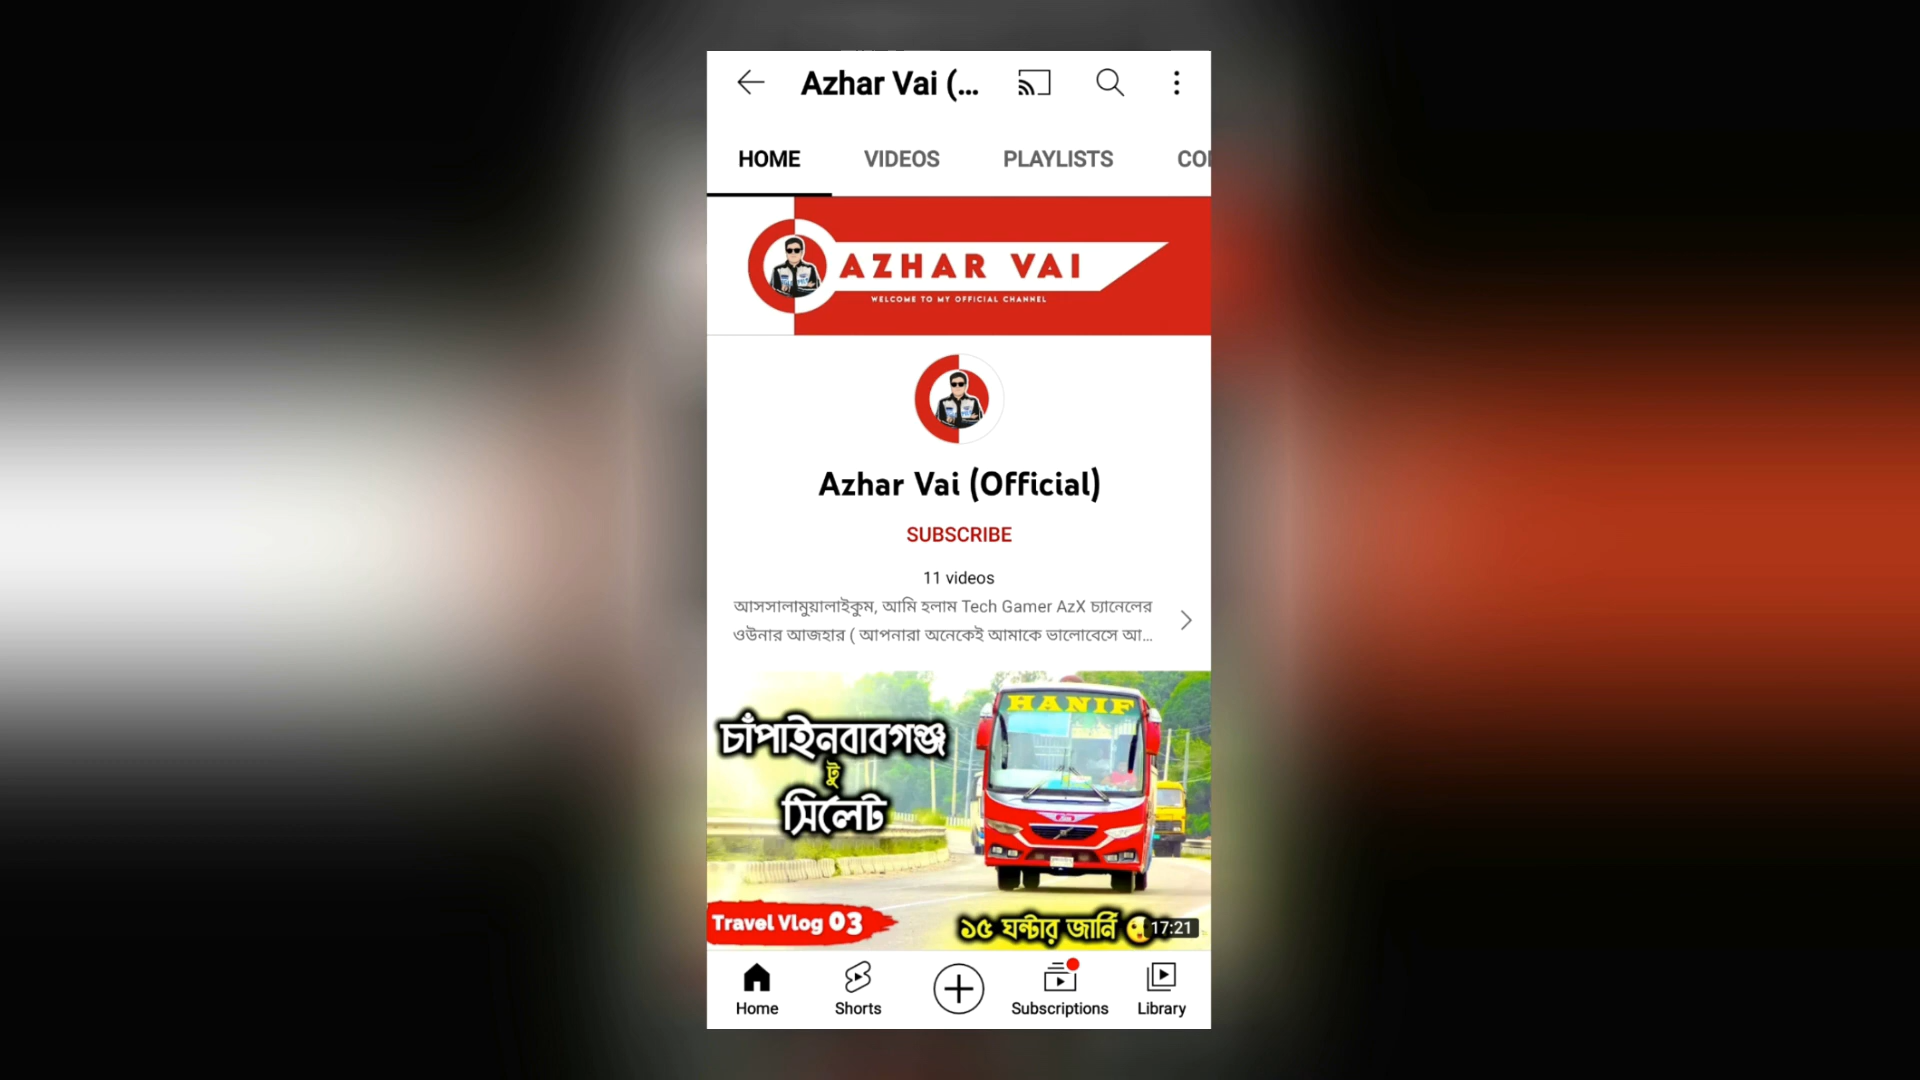 Azhar Vai (...
HOME VIDEOS PLAYLISTS CO
AZHAR VAI
WELCOME TO MY OFFICIAL CHANNEL
Azhar Vai (Official)
SUBSCRIBE
11 videos
আসসালামুয়ালাইকুম, আমি হলাম Tech Gamer AzX চ্যানেলের
ওউনার আজহার ( আপনারা অনেকেই আমাকে ভালোবেসে আ...
HANIF
চাঁপাইনবাবগঞ্জ
টু
সিলেট
Travel Vlog 03
১৫ ঘন্টার জার্নি
17:21
Home Shorts Subscriptions Library